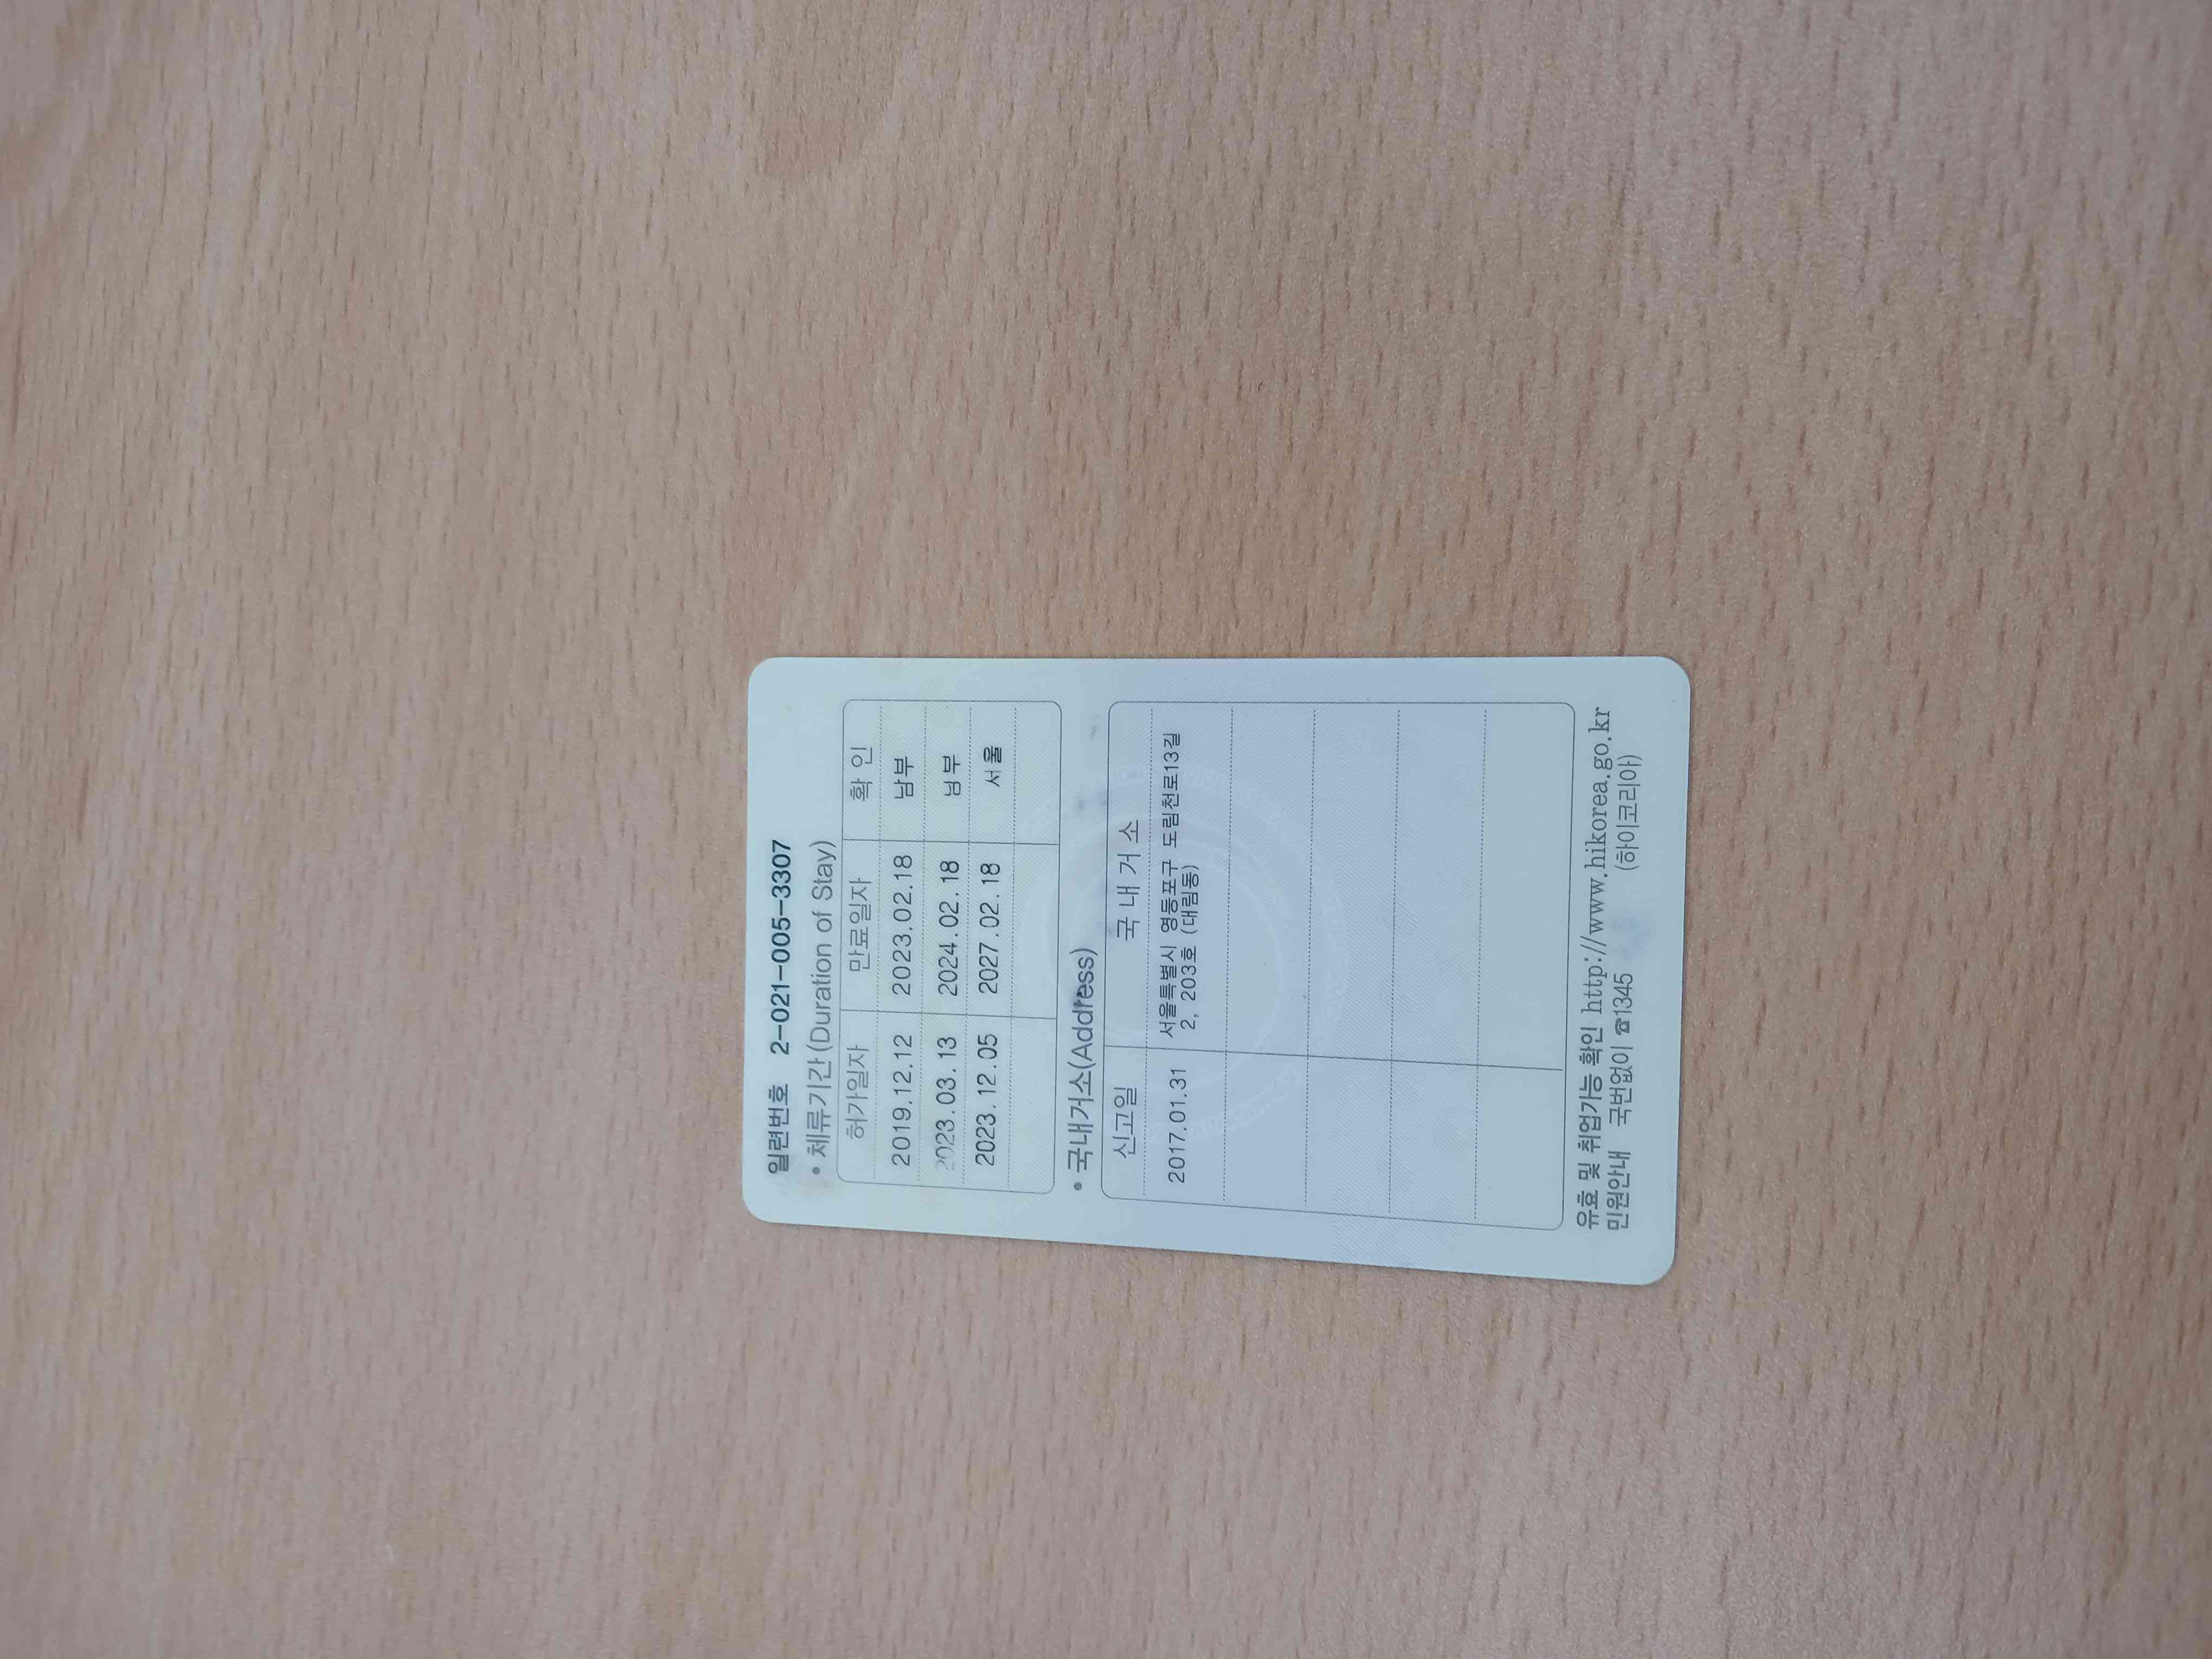 일련번호 2-021-005-3307
• 체류기간(Duration of Stay)
허가일자 만료일자 확 인
2019.12.12 2023.02.18 남부
2023.03.13 2024.02.18 남부
2023.12.05 2027.02.18 서울
• 국내거소(Address)
신고일 국 내 거 소
2017.01.31 서울특별시 영등포구 도림천로13길
2, 203호 (대림동)
유효 및 취업가능 확인 http://www.hikorea.go.kr
민원안내 국번없이 ☎1345 (하이코리아)